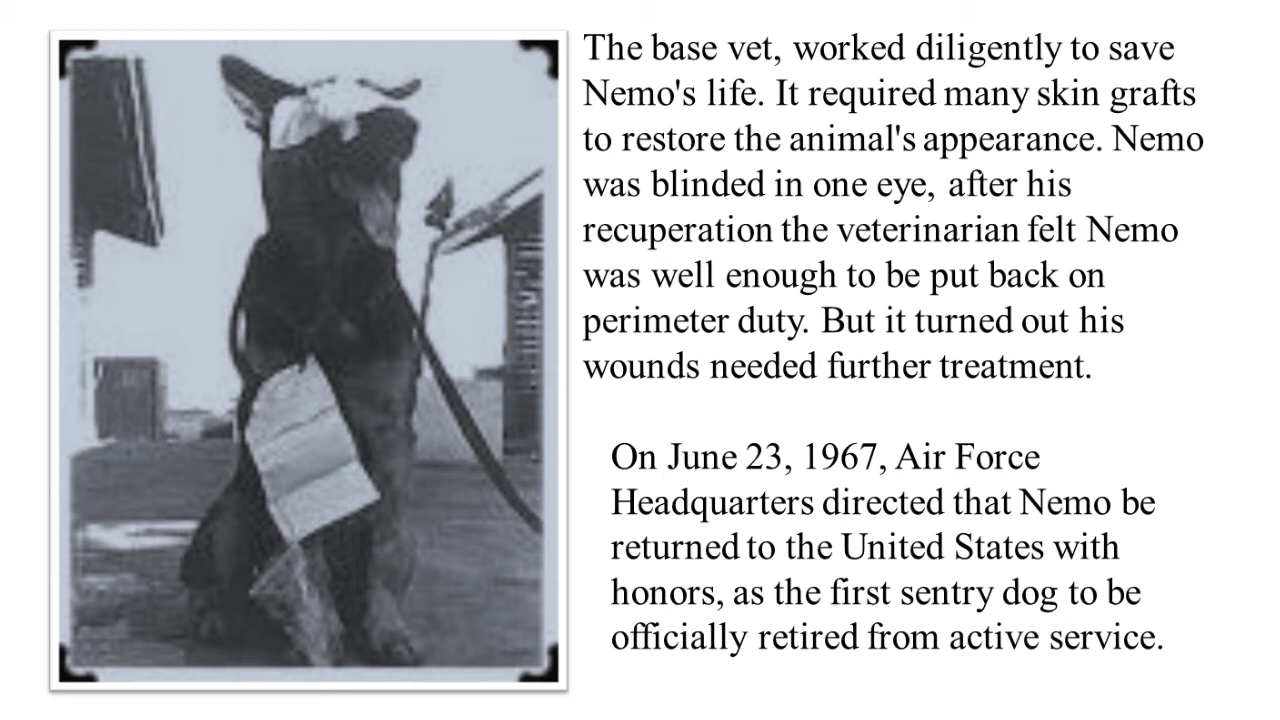 The base vet, worked diligently to save
Nemo's life. It required many skin grafts
to restore the animal's appearance. Nemo
was blinded in one eye, after his
recuperation the veterinarian felt Nemo
was well enough to be put back on
perimeter duty. But it turned out his
wounds needed further treatment.
On June 23, 1967, Air Force
Headquarters directed that Nemo be
returned to the United States with
honors, as the first sentry dog to be
officially retired from active service.